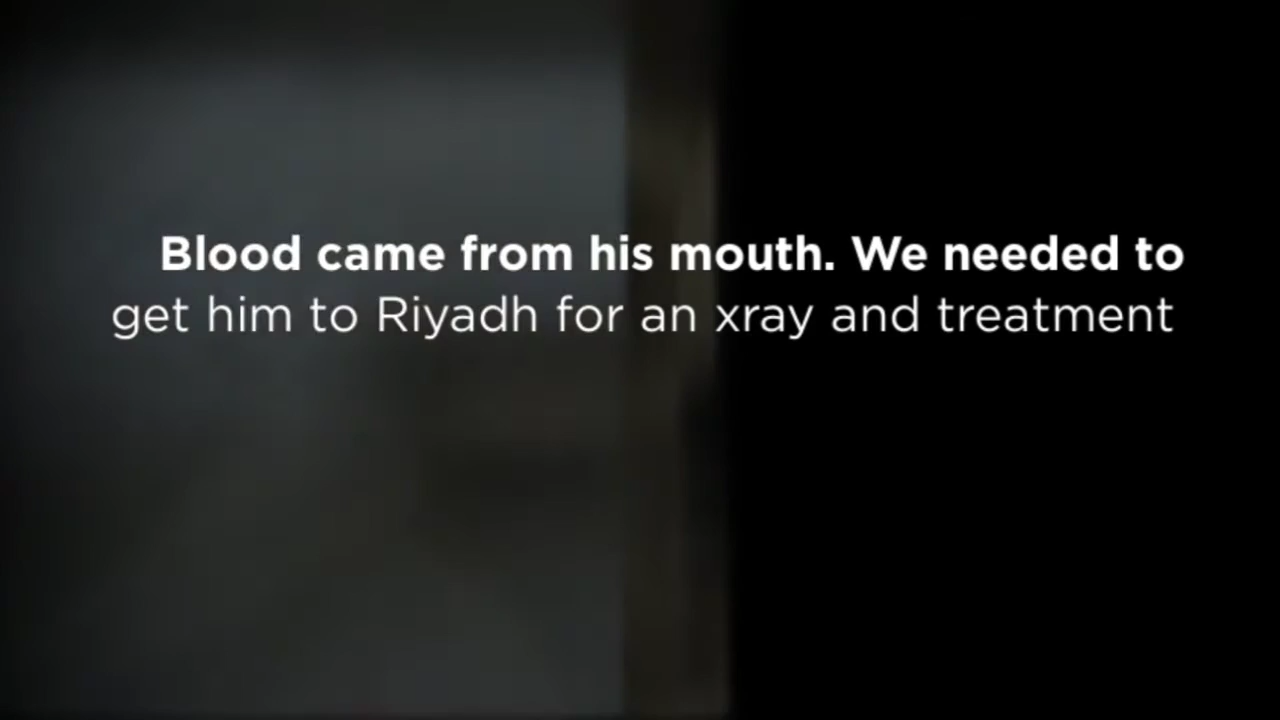 Blood came from his mouth. We needed to
get him to Riyadh for an xray and treatment